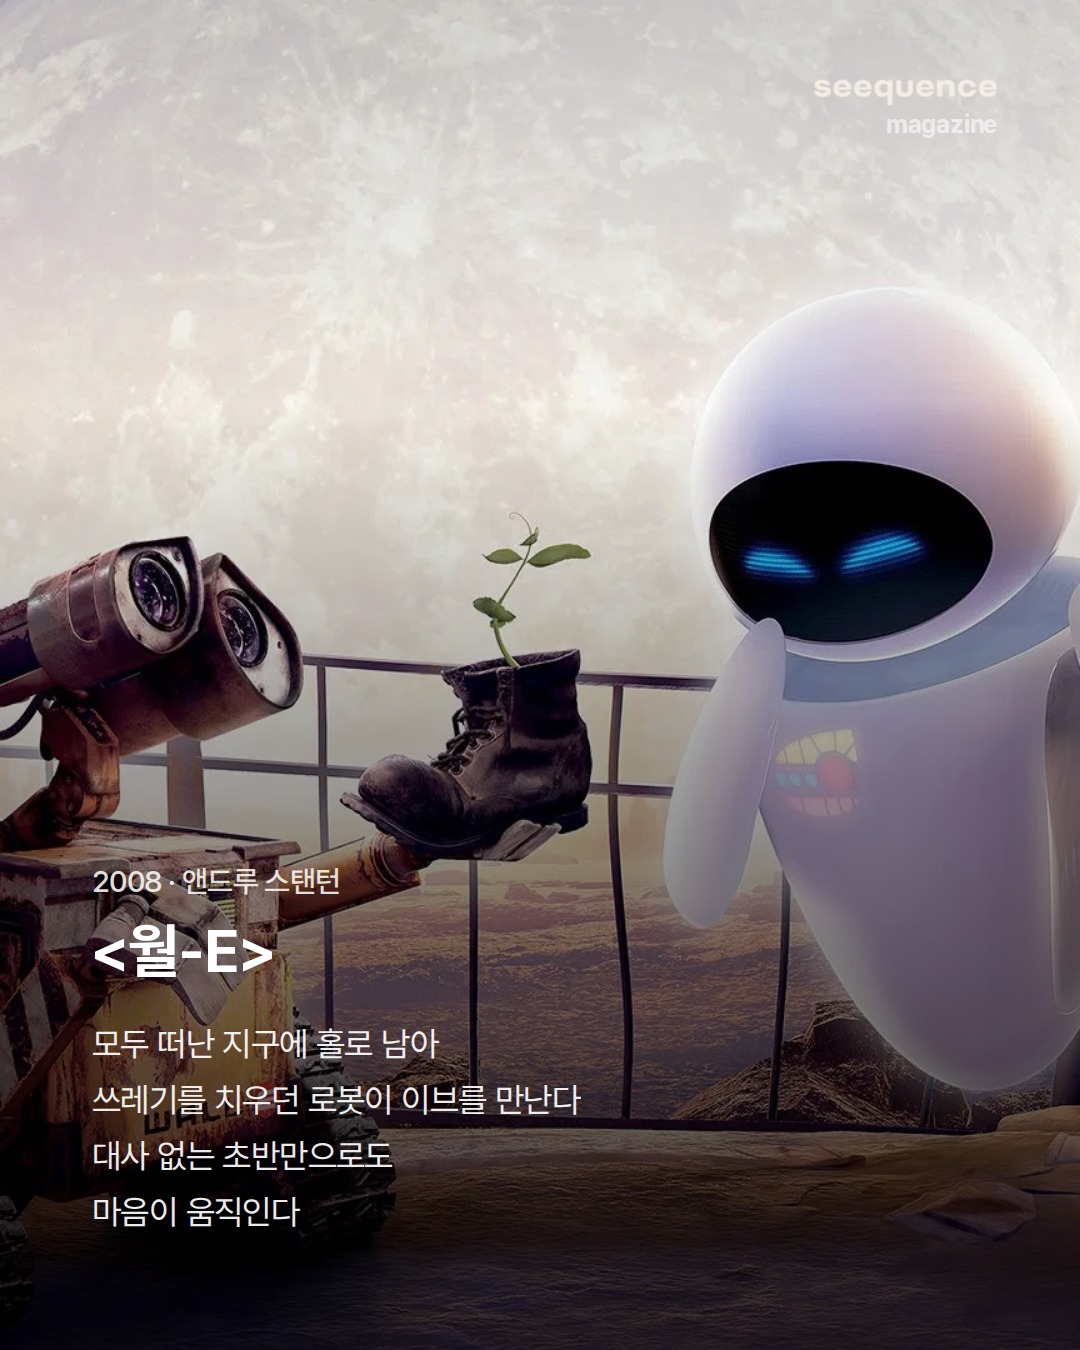 seequence
magazine
2008 · 앤드루 스탠턴
<월-E>
모두 떠난 지구에 홀로 남아
쓰레기를 치우던 로봇이 이브를 만난다
대사 없는 초반만으로도
마음이 움직인다
WALL